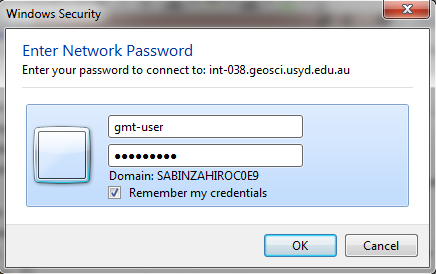 Windows Security
Enter Network Password
Enter your password to connect to: int-038.geosci.usyd.edu.au
gmt-user
●●●●●●●●●
Domain: SABINZAHIROC0E9
Remember my credentials
OK
Cancel